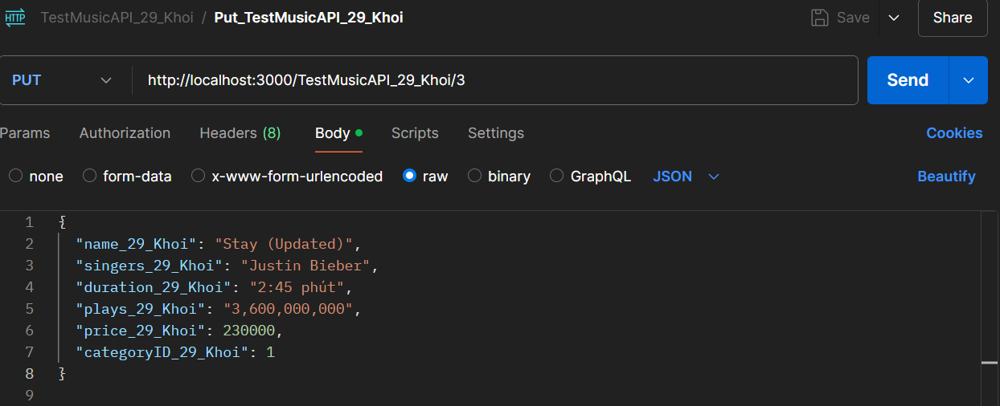 HTTP TestMusicAPI_29_Khoi / Put_TestMusicAPI_29_Khoi Save Share
PUT http://localhost:3000/TestMusicAPI_29_Khoi/3 Send
Params Authorization Headers (8) Body Scripts Settings Cookies
none form-data x-www-form-urlencoded raw binary GraphQL JSON Beautify
1 {
2 "name_29_Khoi": "Stay (Updated)",
3 "singers_29_Khoi": "Justin Bieber",
4 "duration_29_Khoi": "2:45 phút",
5 "plays_29_Khoi": "3,600,000,000",
6 "price_29_Khoi": 230000,
7 "categoryID_29_Khoi": 1
8 }
9